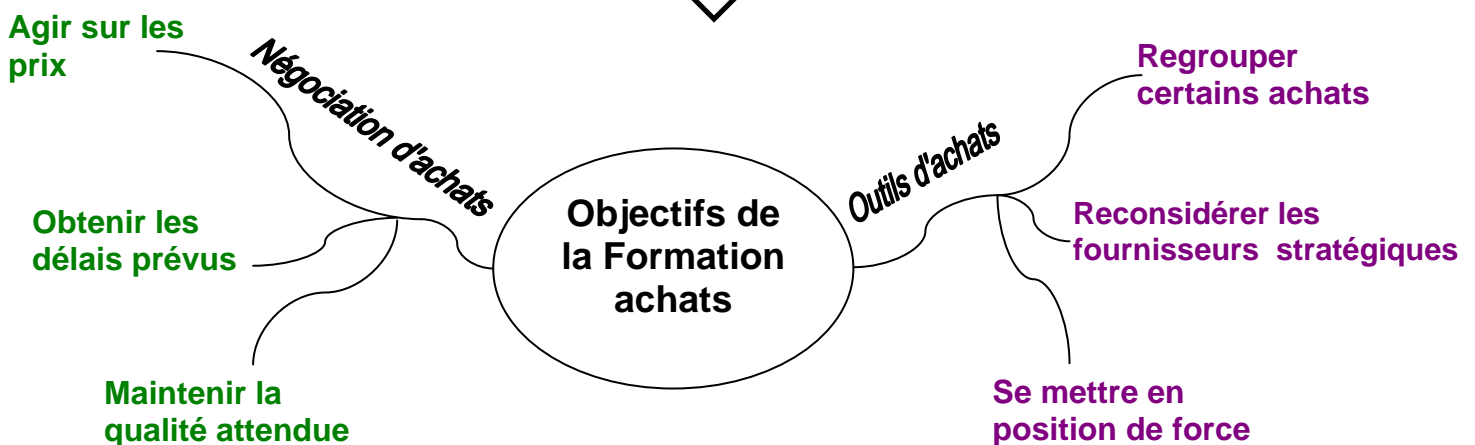 Agir sur les
prix
Négociation d'achats
Obtenir les
délais prévus
Maintenir la
qualité attendue
Objectifs de
la Formation
achats
Outils d'achats
Regrouper
certains achats
Reconsidérer les
fournisseurs  stratégiques
Se mettre en
position de force